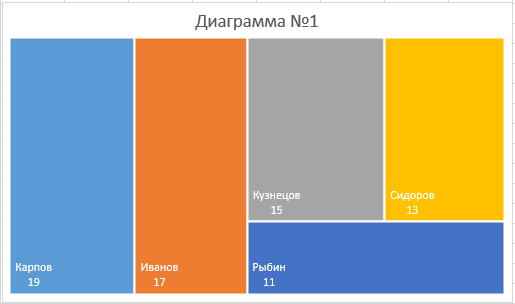 Диаграмма №1
Кузнецов
15
Сидоров
13
Карпов
19
Иванов
17
Рыбин
11